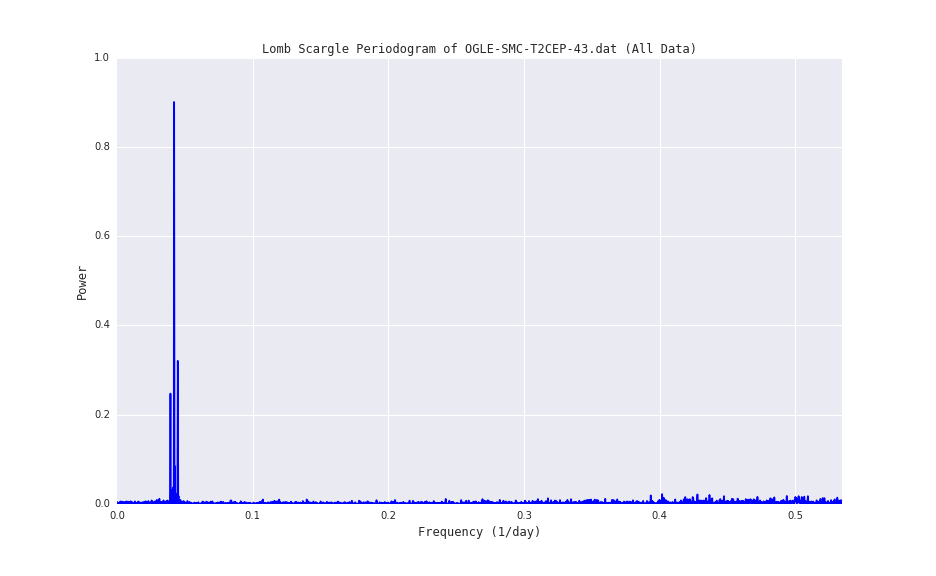 Lomb Scargle Periodogram of OGLE-SMC-T2CEP-43.dat (All Data)
1.0
0.8
0.6
0.4
0.2
0.0
Power
0.0 0.1 0.2 0.3 0.4 0.5
Frequency (1/day)